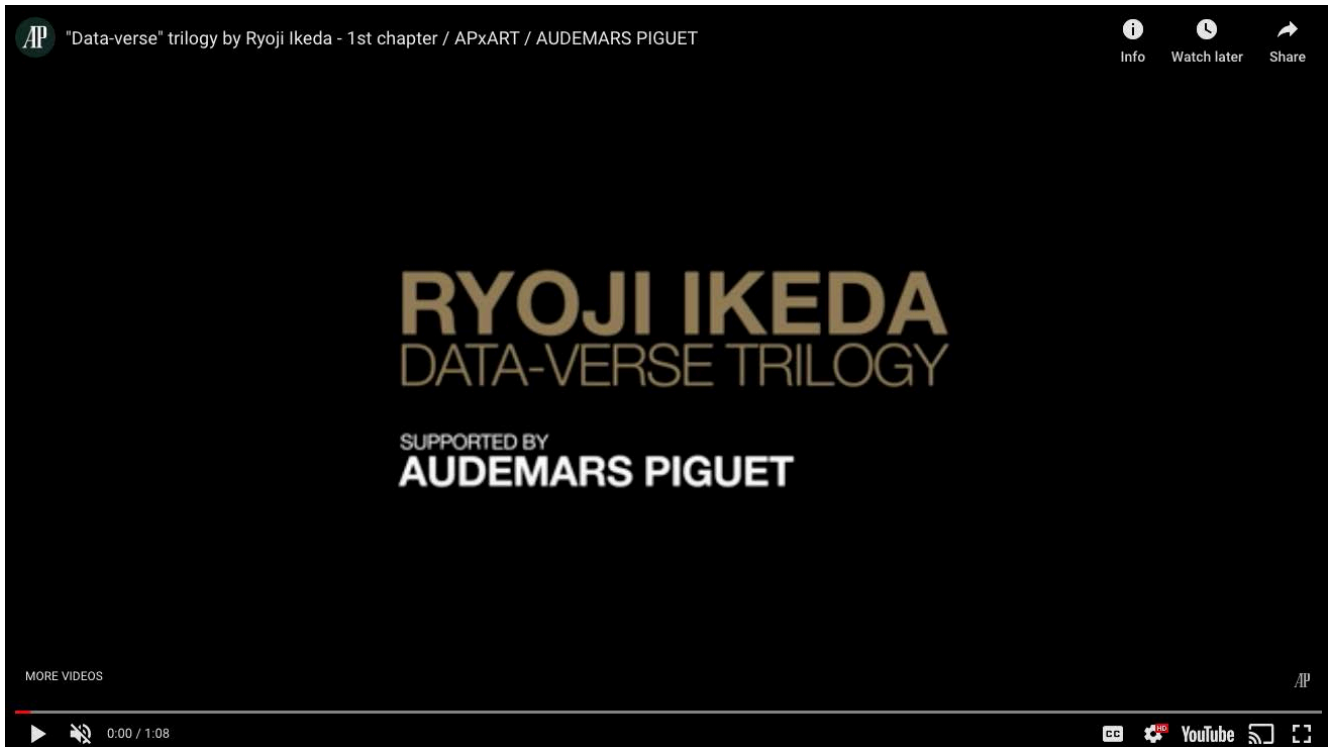 AP "Data-verse" trilogy by Ryoji Ikeda - 1st chapter / APxART / AUDEMARS PIGUET
Info Watch later Share
RYOJI IKEDA
DATA-VERSE TRILOGY
SUPPORTED BY
AUDEMARS PIGUET
MORE VIDEOS
AP
0:00 / 1:08 CC HD YouTube